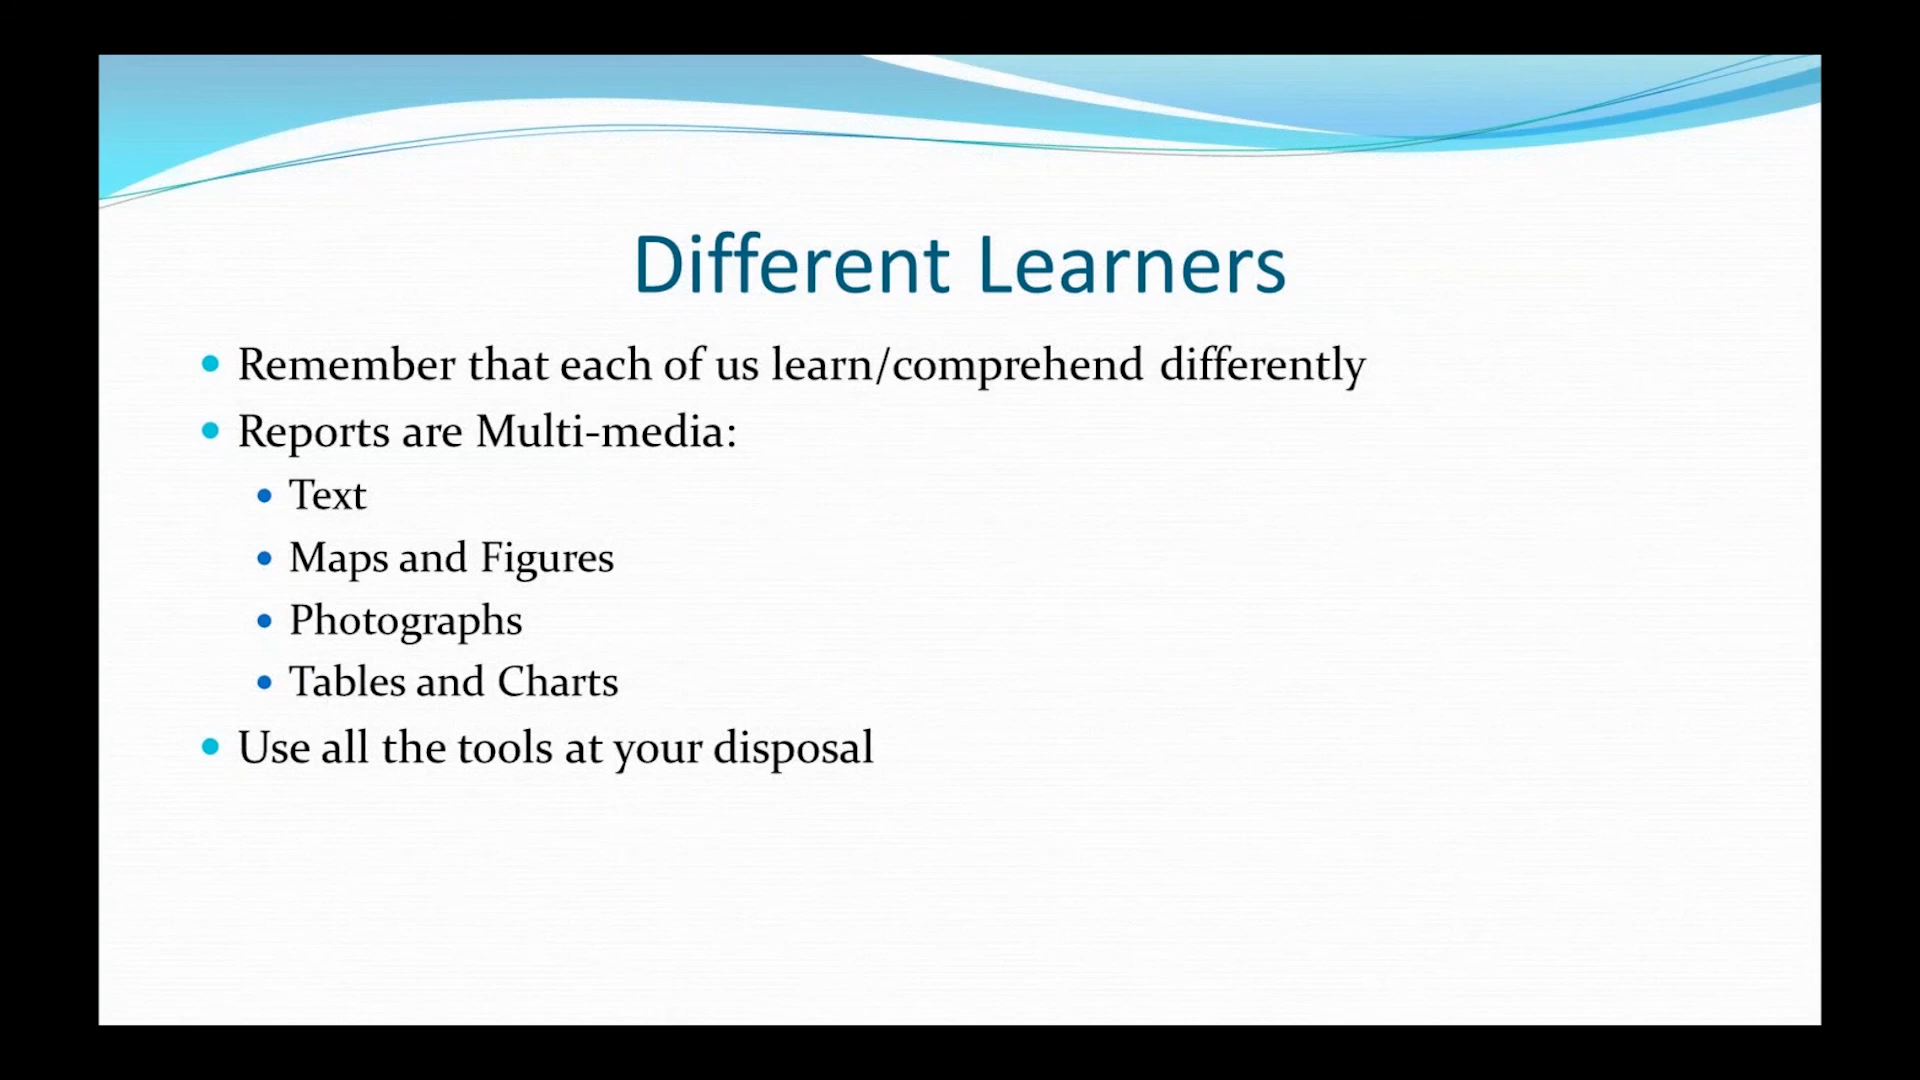 Different Learners
Remember that each of us learn/comprehend differently
Reports are Multi-media:
Text
Maps and Figures
Photographs
Tables and Charts
Use all the tools at your disposal